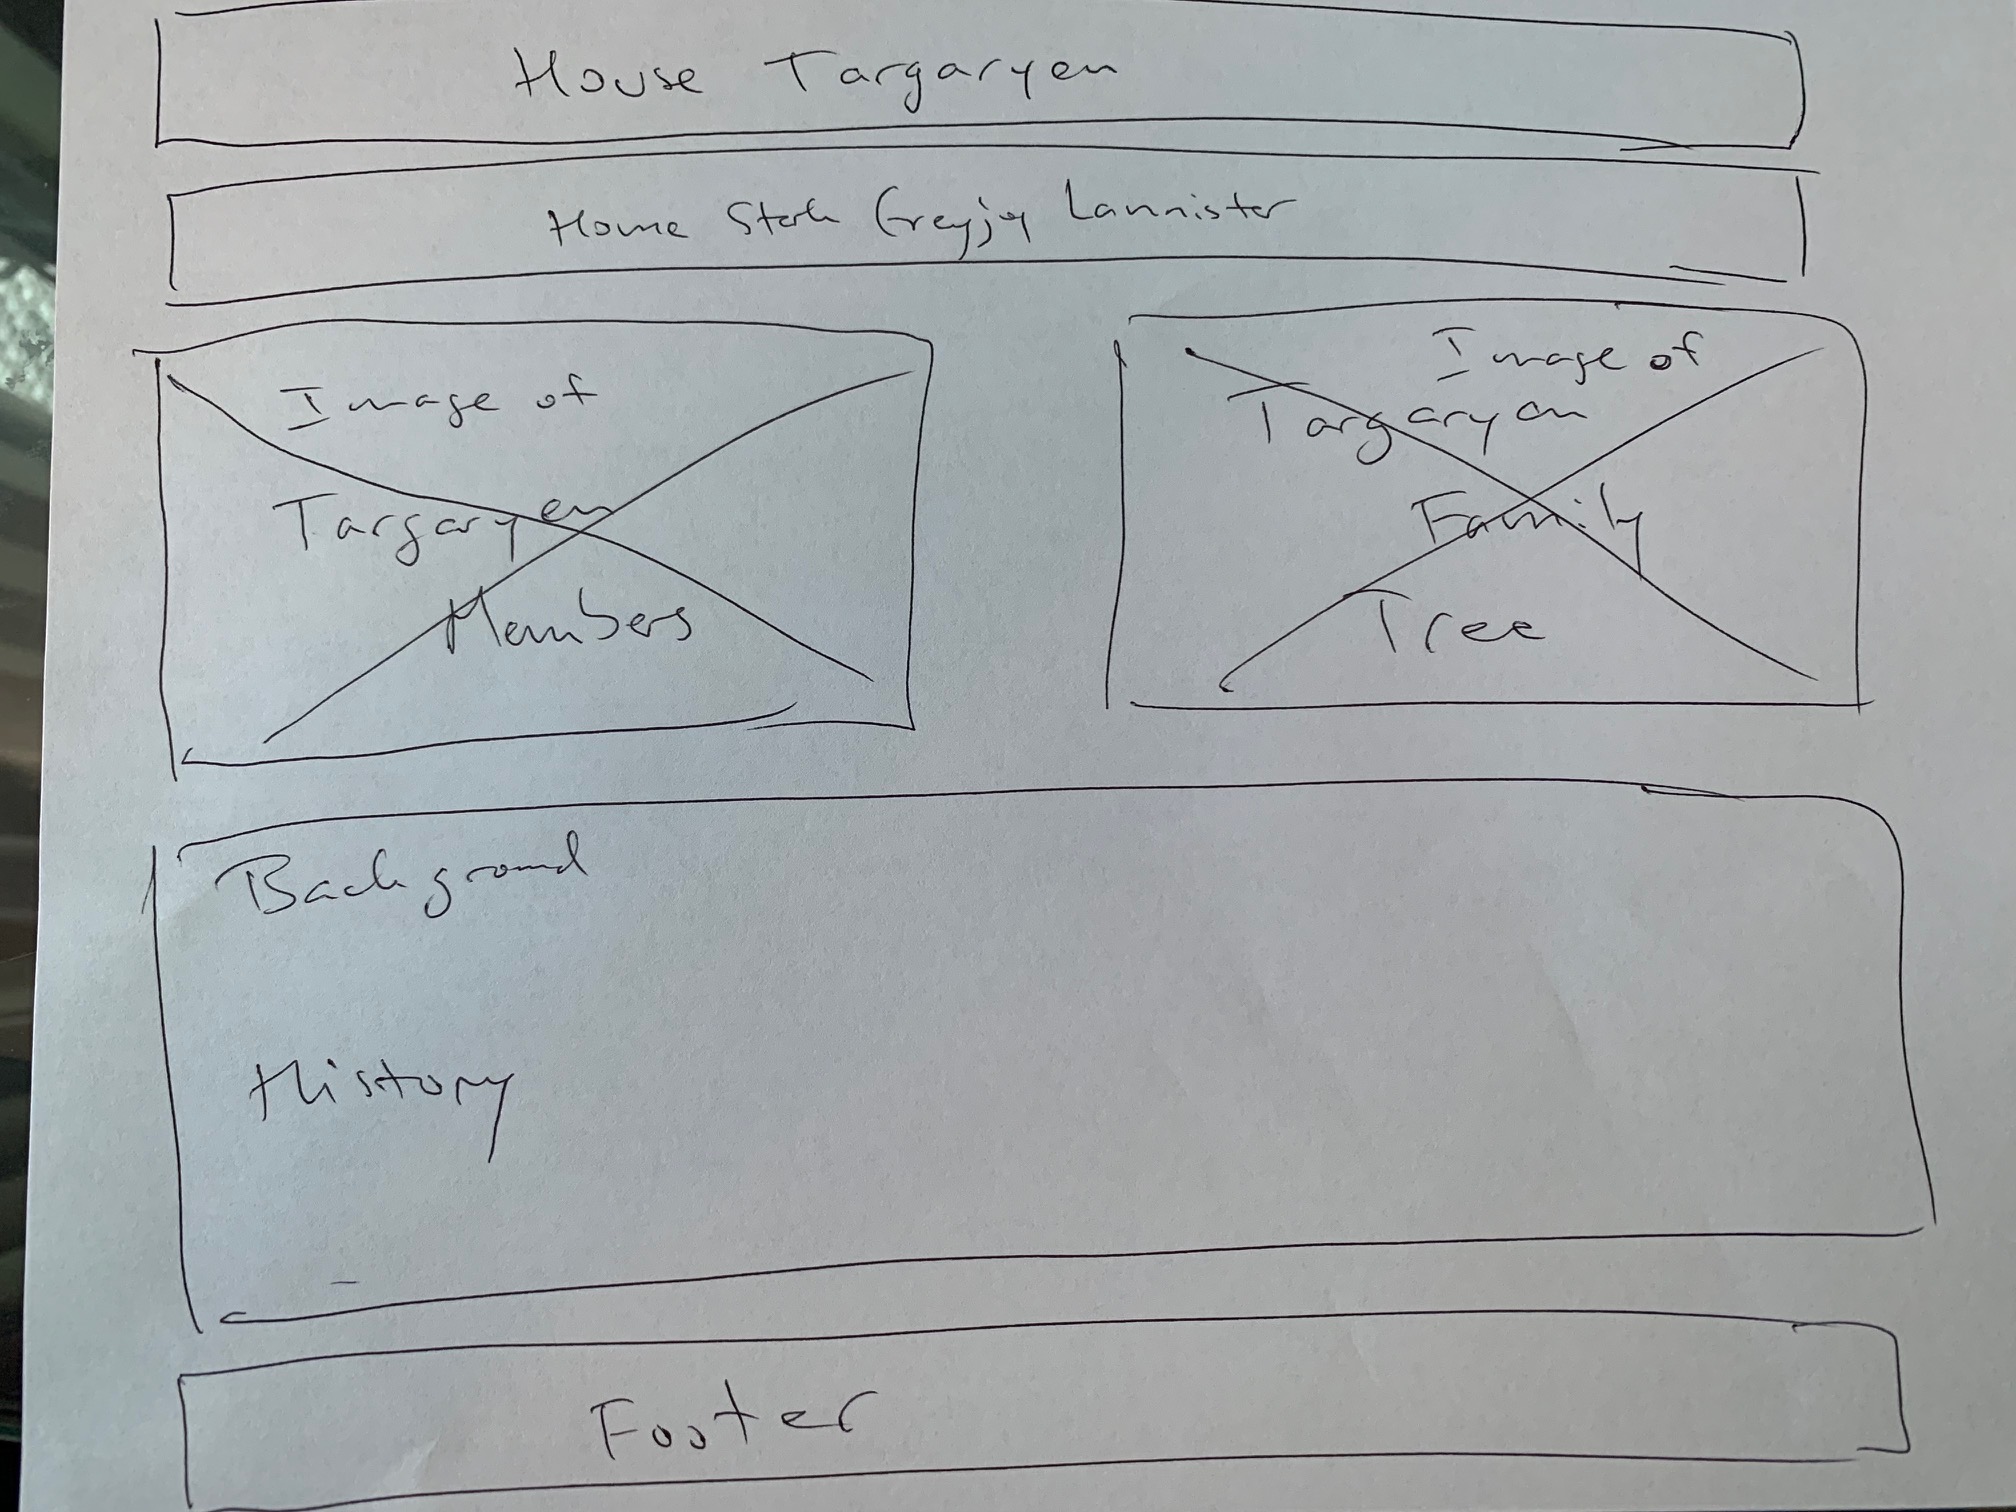 House Targaryen
Home Stark Greyjoy Lannister
Image of
Targaryen
Members
Image of
Targaryen
Family
Tree
Background
History
Footer